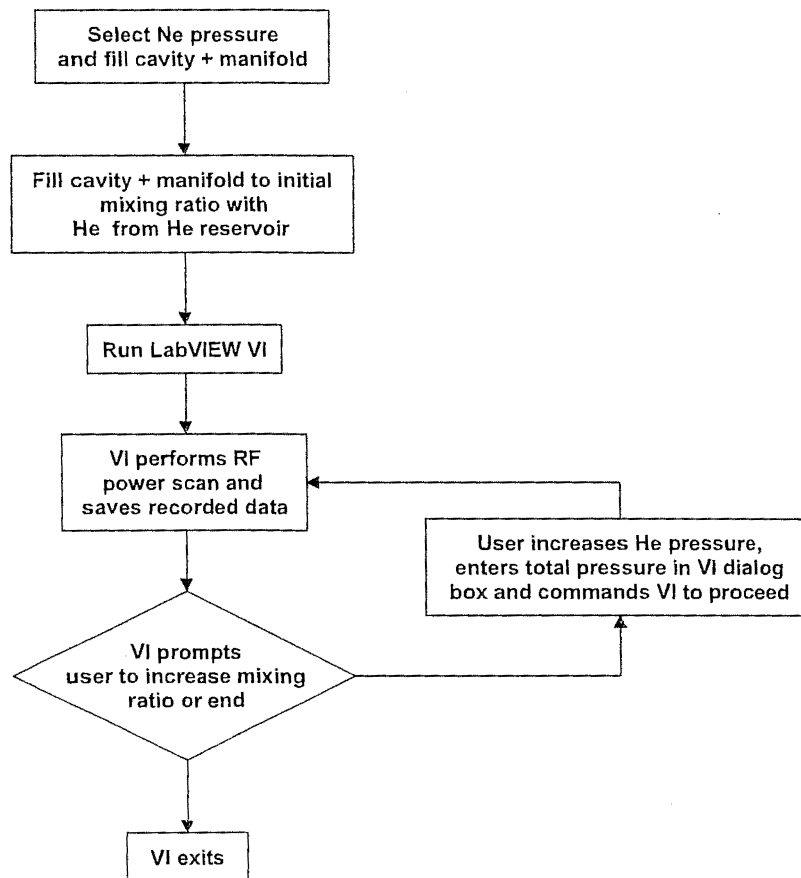 Select Ne pressure
and fill cavity + manifold
Fill cavity + manifold to initial
mixing ratio with
He from He reservoir
Run LabVIEW VI
VI performs RF
power scan and
saves recorded data
User increases He pressure,
enters total pressure in VI dialog
box and commands VI to proceed
VI prompts
user to increase mixing
ratio or end
VI exits